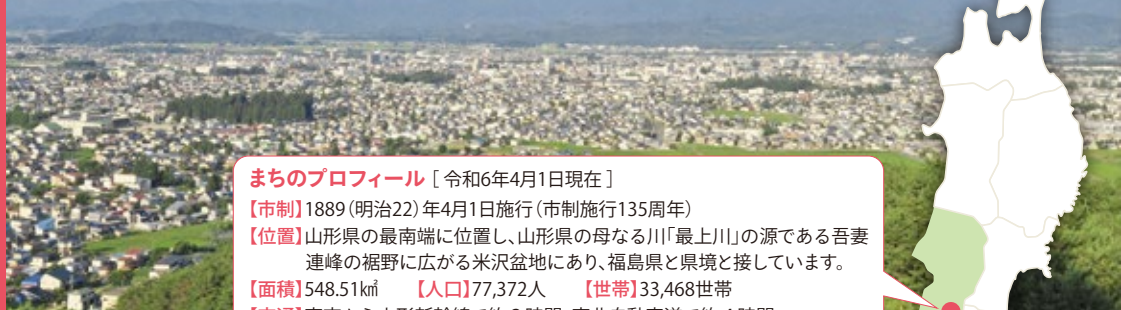 まちのプロフィール［令和6年4月1日現在］
【市制】1889（明治22）年4月1日施行（市制施行135周年）
【位置】山形県の最南端に位置し、山形県の母なる川「最上川」の源である吾妻
連峰の裾野に広がる米沢盆地にあり、福島県と県境と接しています。
【面積】548.51㎢　【人口】77,372人　【世帯】33,468世帯